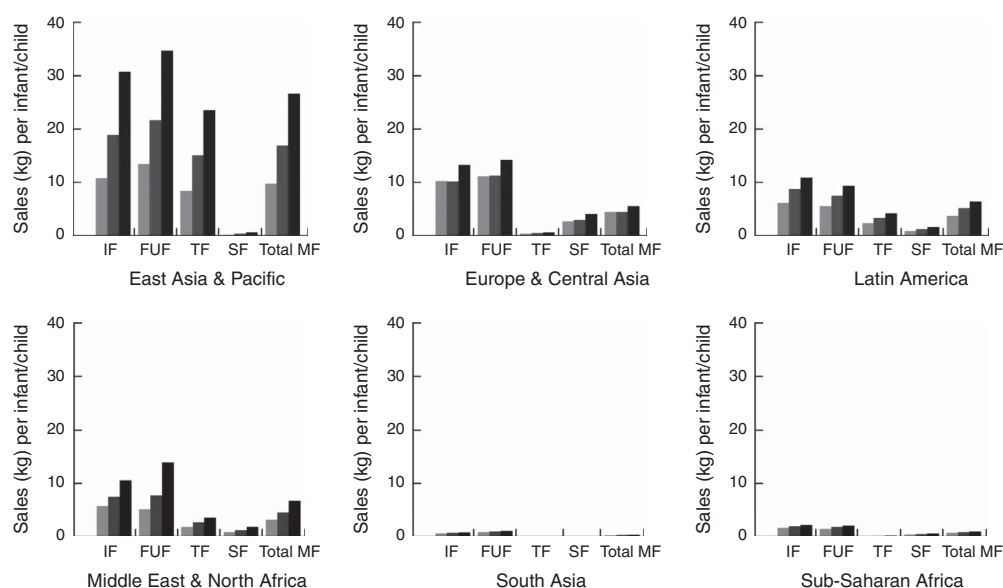 Sales (kg) per infant/child
40
30
20
10
0
IF FUF TF SF Total MF
East Asia & Pacific
Sales (kg) per infant/child
40
30
20
10
0
IF FUF TF SF Total MF
Europe & Central Asia
Sales (kg) per infant/child
40
30
20
10
0
IF FUF TF SF Total MF
Latin America
Sales (kg) per infant/child
40
30
20
10
0
IF FUF TF SF Total MF
Middle East & North Africa
Sales (kg) per infant/child
40
30
20
10
0
IF FUF TF SF Total MF
South Asia
Sales (kg) per infant/child
40
30
20
10
0
IF FUF TF SF Total MF
Sub-Saharan Africa